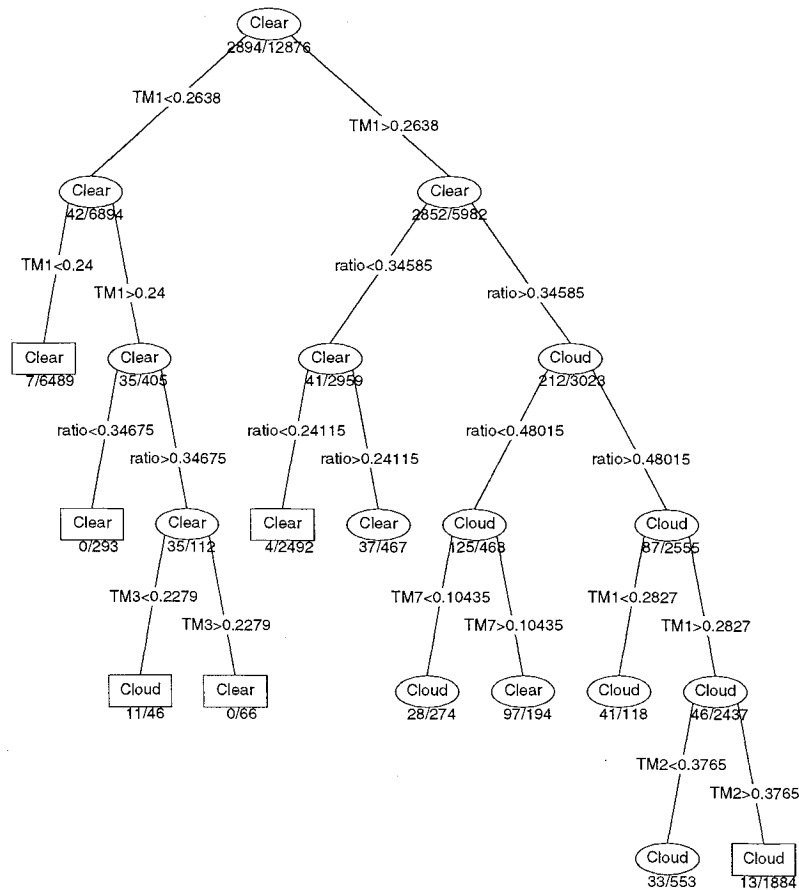 Clear
2894/12876
TM1<0.2638
TM1>0.2638
Clear
42/6894
Clear
2852/5982
TM1<0.24
TM1>0.24
ratio<0.34585
ratio>0.34585
Clear
7/6489
Clear
35/405
Clear
41/2959
Cloud
212/3023
ratio<0.34675
ratio>0.34675
ratio<0.24115
ratio>0.24115
ratio<0.48015
ratio>0.48015
Clear
0/293
Clear
35/112
Clear
4/2492
Clear
37/467
Cloud
125/468
Cloud
87/2555
TM3<0.2279
TM3>0.2279
TM7<0.10435
TM7>0.10435
TM1<0.2827
TM1>0.2827
Cloud
11/46
Clear
0/66
Cloud
28/274
Clear
97/194
Cloud
41/118
Cloud
46/2437
TM2<0.3765
TM2>0.3765
Cloud
33/553
Cloud
13/1884